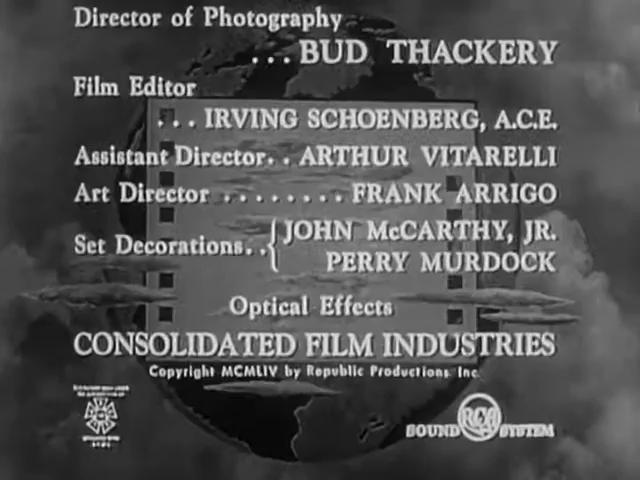 Director of Photography
... BUD THACKERY
Film Editor
... IRVING SCHOENBERG, A.C.E.
Assistant Director.. ARTHUR VITARELLI
Art Director ........ FRANK ARRIGO
Set Decorations.. { JOHN McCARTHY, JR.
PERRY MURDOCK
Optical Effects
CONSOLIDATED FILM INDUSTRIES
Copyright MCMLIV by Republic Productions Inc.
RCA
SOUND SYSTEM